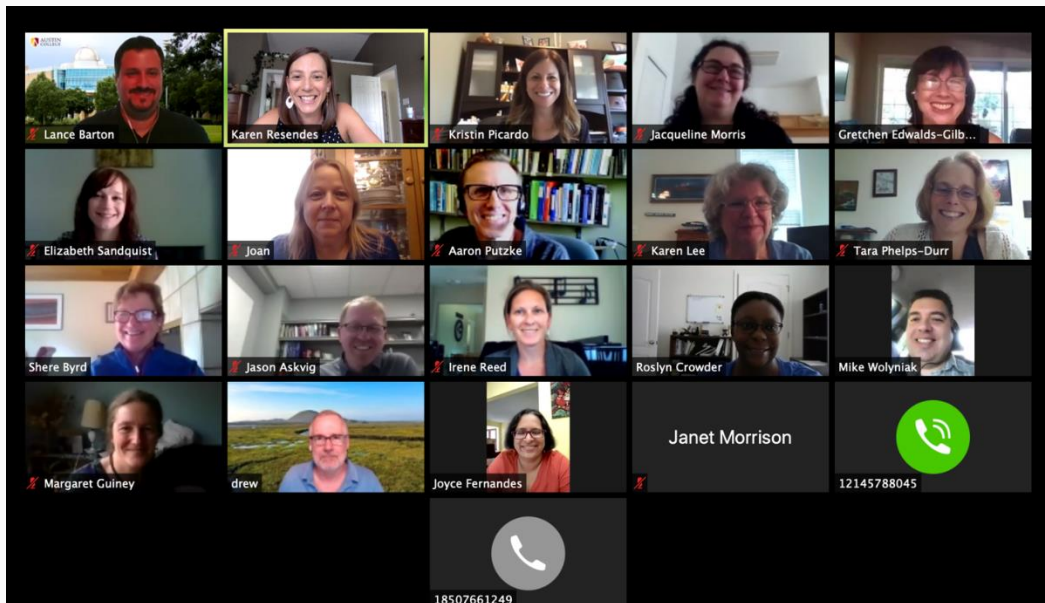 AUSTIN
COLLEGE
Lance Barton
Karen Resendes
Kristin Picardo
Jacqueline Morris
Gretchen Edwalds-Gilb...
Elizabeth Sandquist
Joan
Aaron Putzke
Karen Lee
Tara Phelps-Durr
Shere Byrd
Jason Askvig
Irene Reed
Roslyn Crowder
Mike Wolyniak
Margaret Guiney
drew
Joyce Fernandes
Janet Morrison
12145788045
18507661249